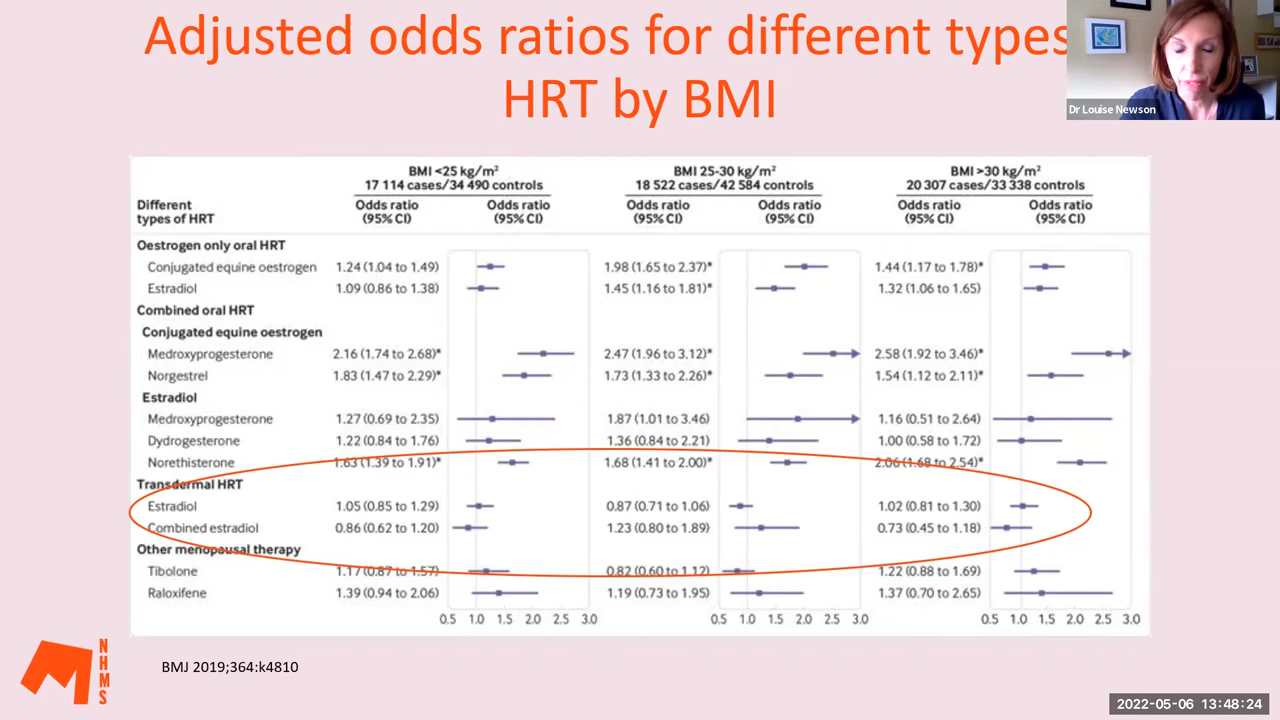 Adjusted odds ratios for different types
HRT by BMI
Dr Louise Newson
BMI <25 kg/m² BMI 25-30 kg/m² BMI >30 kg/m²
17 114 cases/34 490 controls 18 522 cases/42 584 controls 20 307 cases/33 338 controls
Different Odds ratio Odds ratio Odds ratio Odds ratio Odds ratio Odds ratio
types of HRT (95% CI) (95% CI) (95% CI) (95% CI) (95% CI) (95% CI)
Oestrogen only oral HRT
Conjugated equine oestrogen 1.24 (1.04 to 1.49) 1.98 (1.65 to 2.37)* 1.44 (1.17 to 1.78)*
Estradiol 1.09 (0.86 to 1.38) 1.45 (1.16 to 1.81)* 1.32 (1.06 to 1.65)
Combined oral HRT
Conjugated equine oestrogen
Medroxyprogesterone 2.16 (1.74 to 2.68)* 2.47 (1.96 to 3.12)* 2.58 (1.92 to 3.46)*
Norgestrel 1.83 (1.47 to 2.29)* 1.73 (1.33 to 2.26)* 1.54 (1.12 to 2.11)*
Estradiol
Medroxyprogesterone 1.27 (0.69 to 2.35) 1.87 (1.01 to 3.46) 1.16 (0.51 to 2.64)
Dydrogesterone 1.22 (0.84 to 1.76) 1.36 (0.84 to 2.21) 1.00 (0.58 to 1.72)
Norethisterone 1.63 (1.39 to 1.91)* 1.68 (1.41 to 2.00)* 2.06 (1.68 to 2.54)*
Transdermal HRT
Estradiol 1.05 (0.85 to 1.29) 0.87 (0.71 to 1.06) 1.02 (0.81 to 1.30)
Combined estradiol 0.86 (0.62 to 1.20) 1.23 (0.80 to 1.89) 0.73 (0.45 to 1.18)
Other menopausal therapy
Tibolone 1.17 (0.87 to 1.57) 0.82 (0.60 to 1.12) 1.22 (0.88 to 1.69)
Raloxifene 1.39 (0.94 to 2.06) 1.19 (0.73 to 1.95) 1.37 (0.70 to 2.65)
0.5 1.0 1.5 2.0 2.5 3.0 0.5 1.0 1.5 2.0 2.5 3.0 0.5 1.0 1.5 2.0 2.5 3.0
NHMS
BMJ 2019;364:k4810
2022-05-06 13:48:24